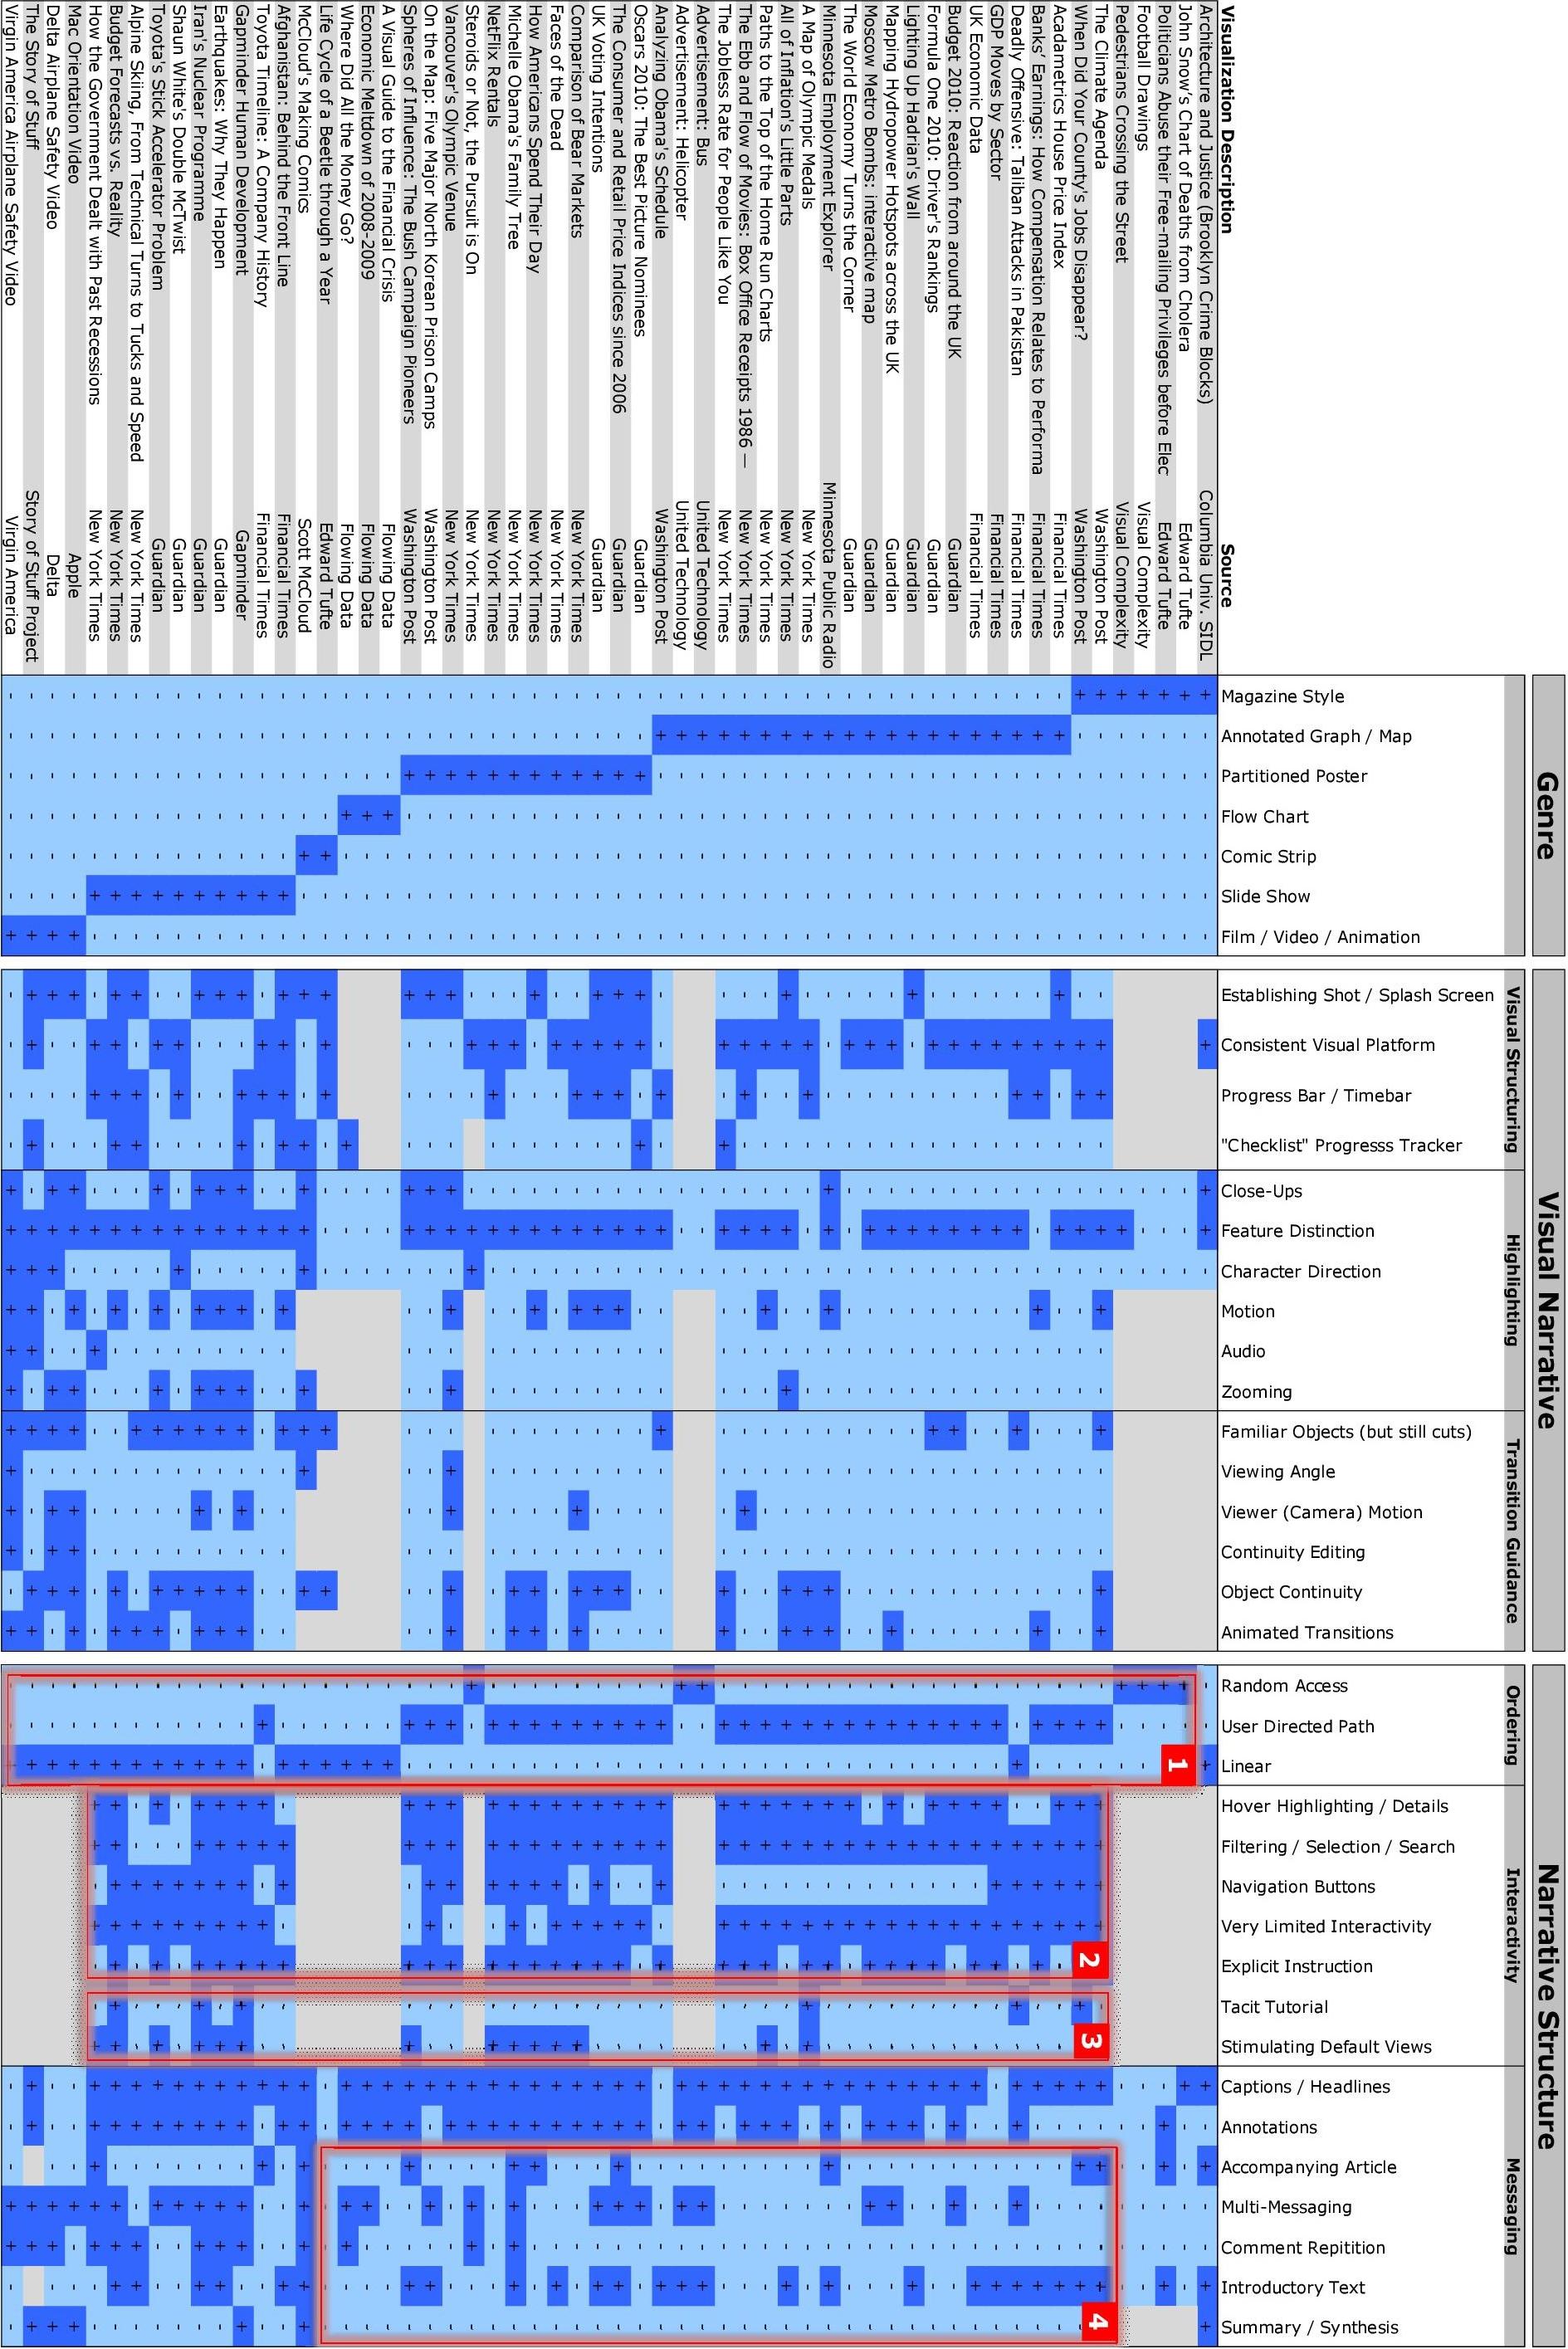 Genre
Visual Narrative
Narrative Structure
Visual Structuring
Highlighting
Transition Guidance
Ordering
Interactivity
Messaging
Visualization Description Source
Magazine Style
Annotated Graph / Map
Partitioned Poster
Flow Chart
Comic Strip
Slide Show
Film / Video / Animation
Establishing Shot / Splash Screen
Consistent Visual Platform
Progress Bar / Timebar
"Checklist" Progresss Tracker
Close-Ups
Feature Distinction
Character Direction
Motion
Audio
Zooming
Familiar Objects (but still cuts)
Viewing Angle
Viewer (Camera) Motion
Continuity Editing
Object Continuity
Animated Transitions
Random Access
User Directed Path
Linear
Hover Highlighting / Details
Filtering / Selection / Search
Navigation Buttons
Very Limited Interactivity
Explicit Instruction
Tacit Tutorial
Stimulating Default Views
Captions / Headlines
Annotations
Accompanying Article
Multi-Messaging
Comment Repitition
Introductory Text
Summary / Synthesis
Architecture and Justice (Brooklyn Crime Blocks) Columbia Univ. SIDL
John Snow's Chart of Deaths from Cholera Edward Tufte
Politicians Abuse their Free-mailing Privileges before Elec Edward Tufte
Football Drawings Visual Complexity
Pedestrians Crossing the Street Visual Complexity
The Climate Agenda Washington Post
When Did Your County's Jobs Disappear? Washington Post
Acadametrics House Price Index Financial Times
Banks' Earnings: How Compensation Relates to Performa Financial Times
Deadly Offensive: Taliban Attacks in Pakistan Financial Times
GDP Moves by Sector Financial Times
UK Economic Data Financial Times
Budget 2010: Reaction from around the UK Guardian
Formula One 2010: Driver's Rankings Guardian
Lighting Up Hadrian's Wall Guardian
Mapping Hydropower Hotspots across the UK Guardian
Moscow Metro Bombs: interactive map Guardian
The World Economy Turns the Corner Guardian
Minnesota Employment Explorer Minnesota Public Radio
A Map of Olympic Medals New York Times
All of Inflation's Little Parts New York Times
Paths to the Top of the Home Run Charts New York Times
The Ebb and Flow of Movies: Box Office Receipts 1986 — New York Times
The Jobless Rate for People Like You New York Times
Advertisement: Bus United Technology
Advertisement: Helicopter United Technology
Analyzing Obama's Schedule Washington Post
Oscars 2010: The Best Picture Nominees Guardian
The Consumer and Retail Price Indices since 2006 Guardian
UK Voting Intentions Guardian
Comparison of Bear Markets New York Times
Faces of the Dead New York Times
How Americans Spend Their Day New York Times
Michelle Obama's Family Tree New York Times
NetFlix Rentals New York Times
Steroids or Not, the Pursuit is On New York Times
Vancouver's Olympic Venue New York Times
On the Map: Five Major North Korean Prison Camps Washington Post
Spheres of Influence: The Bush Campaign Pioneers Washington Post
A Visual Guide to the Financial Crisis Flowing Data
Economic Meltdown of 2008-2009 Flowing Data
Where Did All the Money Go? Flowing Data
Life Cycle of a Beetle through a Year Edward Tufte
McCloud's Making Comics Scott McCloud
Afghanistan: Behind the Front Line Financial Times
Toyota Timeline: A Company History Financial Times
Gapminder Human Development Gapminder
Earthquakes: Why They Happen Guardian
Iran's Nuclear Programme Guardian
Shaun White's Double McTwist Guardian
Toyota's Stick Accelerator Problem Guardian
Alpine Skiing, From Technical Turns to Tucks and Speed New York Times
Budget Forecasts vs. Reality New York Times
How the Government Dealt with Past Recessions New York Times
Mac Orientation Video Apple
Delta Airplane Safety Video Delta
The Story of Stuff Story of Stuff Project
Virgin America Airplane Safety Video Virgin America
1
2
3
4